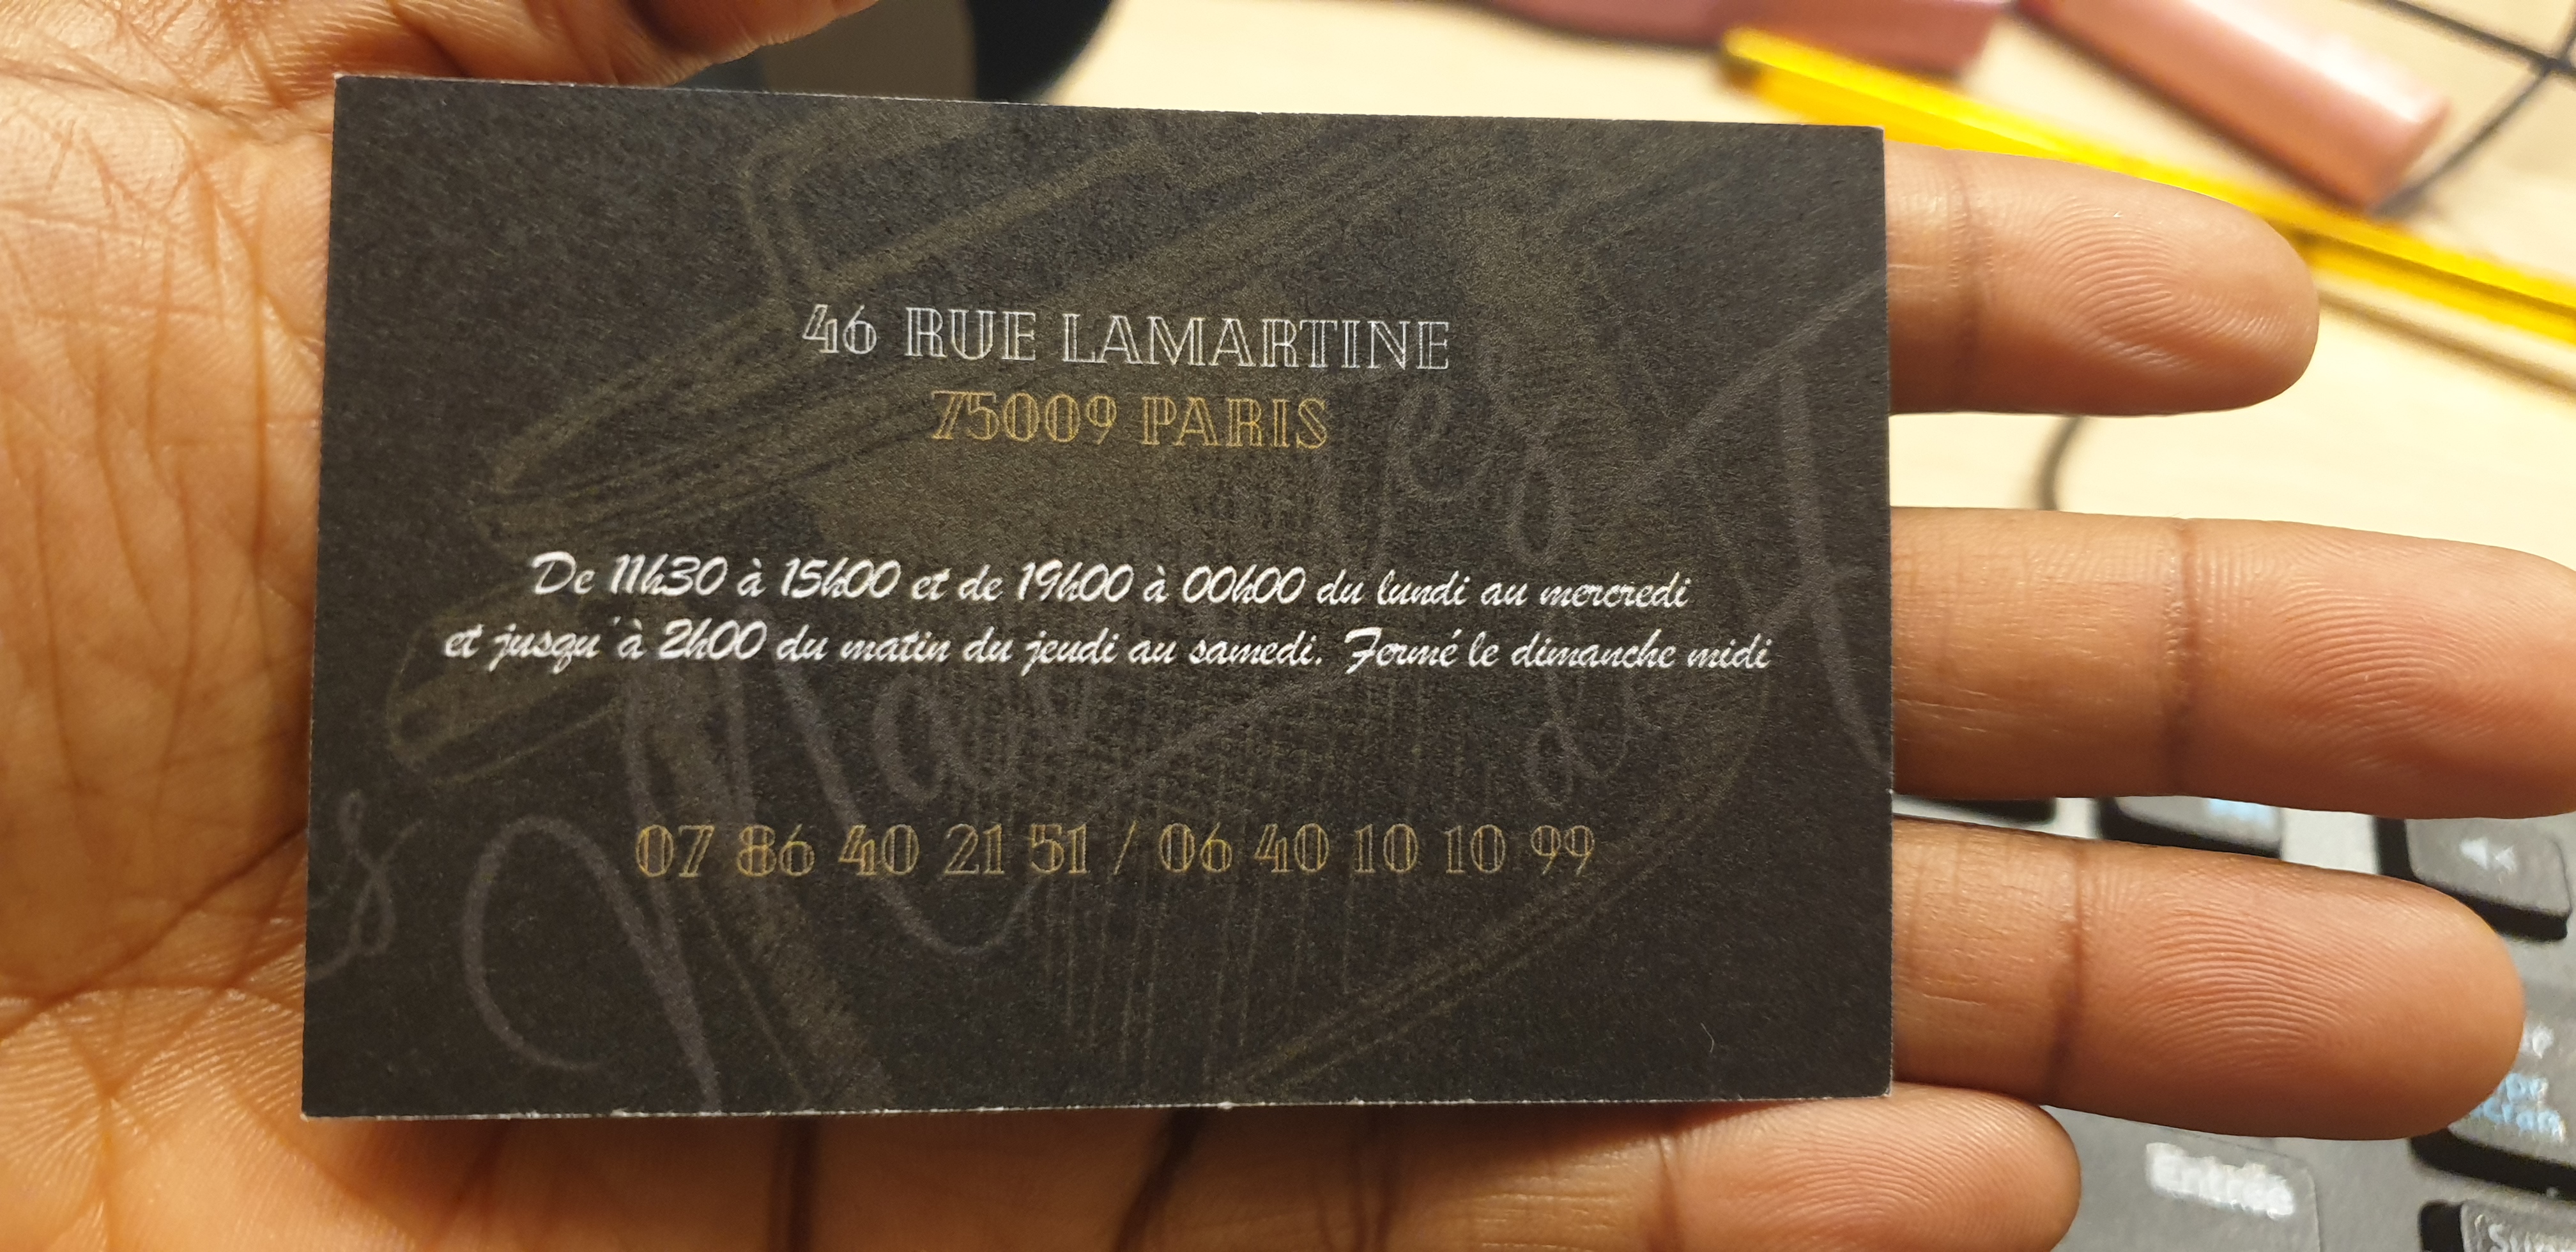 46 RUE LAMARTINE
75009 PARIS
De 11h30 à 15h00 et de 19h00 à 00h00 du lundi au mercredi
et jusqu'à 2h00 du matin du jeudi au samedi. Fermé le dimanche midi
07 86 40 21 51 / 06 40 10 10 99
Entrée